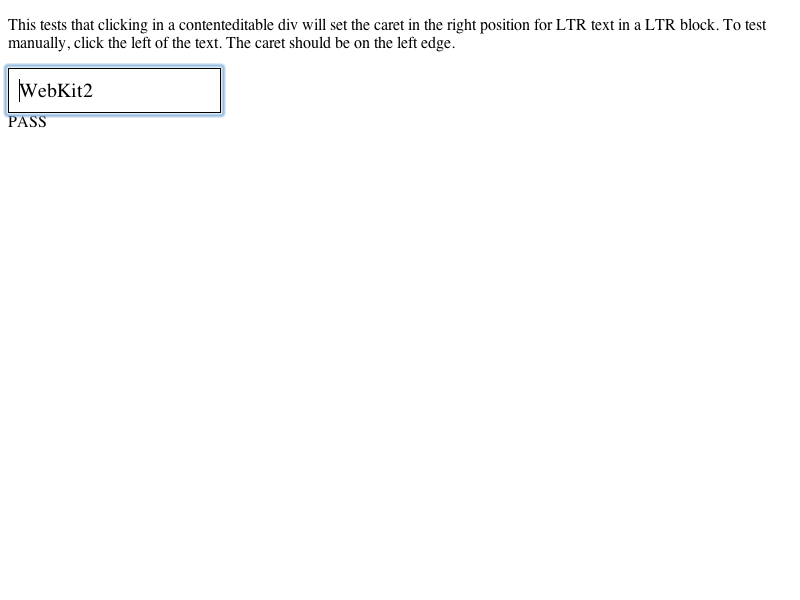 This tests that clicking in a contenteditable div will set the caret in the right position for LTR text in a LTR block. To test
manually, click the left of the text. The caret should be on the left edge.
WebKit2
PASS